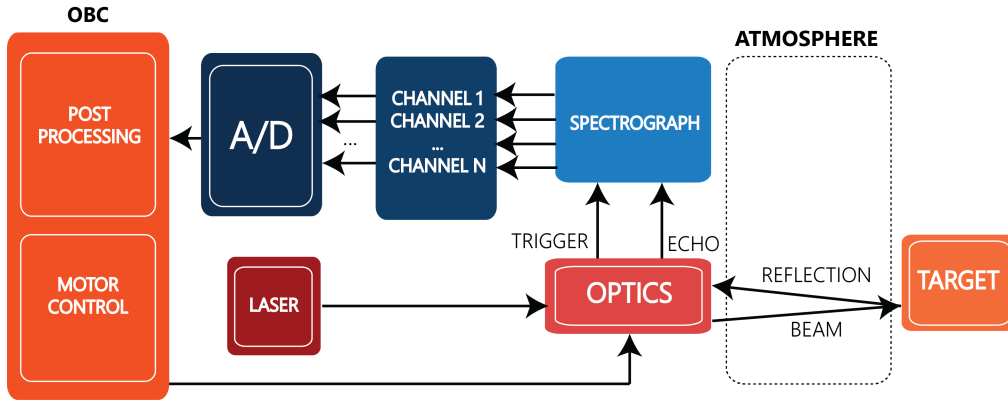 OBC
ATMOSPHERE
POST
PROCESSING
A/D
CHANNEL 1
CHANNEL 2
...
CHANNEL N
...
SPECTROGRAPH
TRIGGER
ECHO
MOTOR
CONTROL
LASER
OPTICS
REFLECTION
BEAM
TARGET